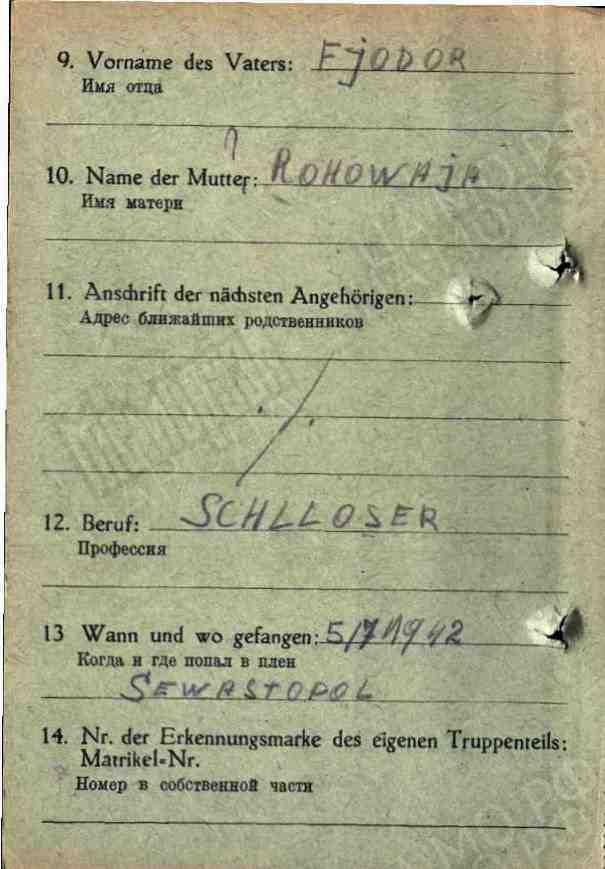 9. Vorname des Vaters: FjODOR
Имя отца
?
10. Name der Mutter: ROHOWAjA
Имя матери
11. Anschrift der nächsten Angehörigen:
Адрес ближайших родственников
·/.
12. Beruf: SCHLLOSER
Профессия
13 Wann und wo gefangen: 5/7 1942
Когда и где попал в плен
SEWASTOPOL
14. Nr. der Erkennungsmarke des eigenen Truppenteils:
Matrikel-Nr.
Номер в собственной части